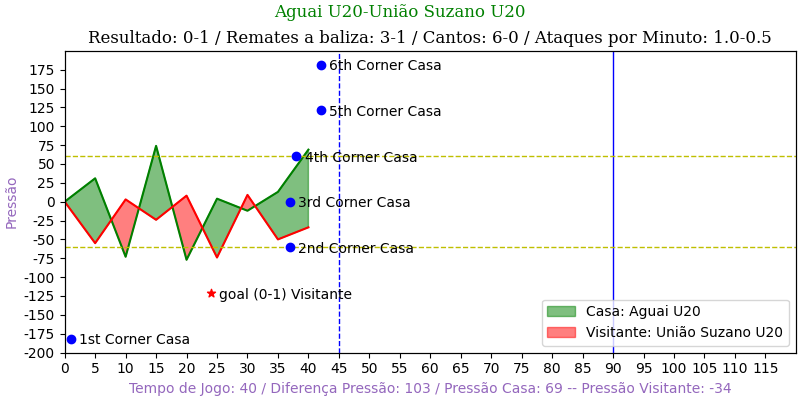 Aguai U20-União Suzano U20
Resultado: 0-1 / Remates a baliza: 3-1 / Cantos: 6-0 / Ataques por Minuto: 1.0-0.5
Pressão
175
150
125
100
75
50
25
0
-25
-50
-75
-100
-125
-150
-175
-200
6th Corner Casa
5th Corner Casa
4th Corner Casa
3rd Corner Casa
2nd Corner Casa
goal (0-1) Visitante
1st Corner Casa
Casa: Aguai U20
Visitante: União Suzano U20
0 5 10 15 20 25 30 35 40 45 50 55 60 65 70 75 80 85 90 95 100 105 110 115
Tempo de Jogo: 40 / Diferença Pressão: 103 / Pressão Casa: 69 -- Pressão Visitante: -34